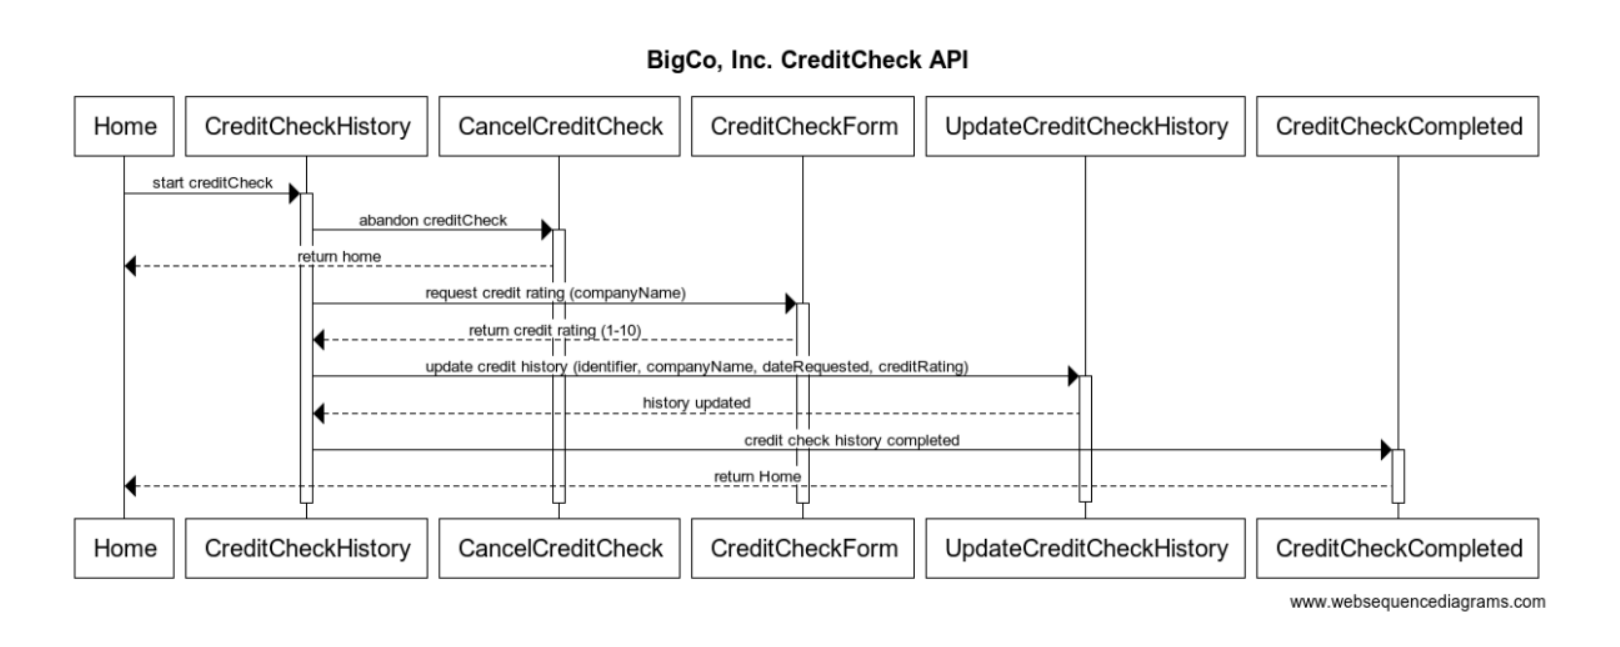 BigCo, Inc. CreditCheck API
Home CreditCheckHistory CancelCreditCheck CreditCheckForm UpdateCreditCheckHistory CreditCheckCompleted
start creditCheck
abandon creditCheck
return home
request credit rating (companyName)
return credit rating (1-10)
update credit history (identifier, companyName, dateRequested, creditRating)
history updated
credit check history completed
return Home
Home CreditCheckHistory CancelCreditCheck CreditCheckForm UpdateCreditCheckHistory CreditCheckCompleted
www.websequencediagrams.com